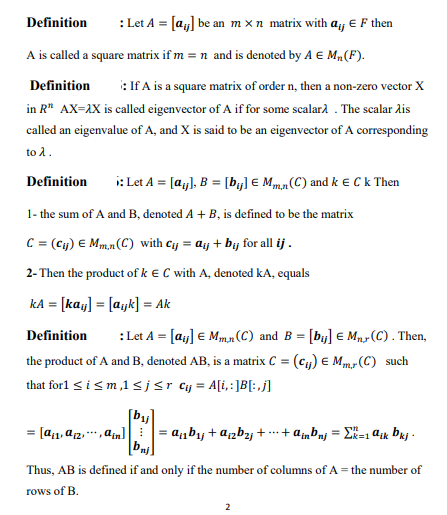 Definition : Let A = [aᵢⱼ] be an m × n matrix with aᵢⱼ ∈ F then
A is called a square matrix if m = n and is denoted by A ∈ Mₙ(F).
Definition : If A is a square matrix of order n, then a non-zero vector X
in Rⁿ AX=λX is called eigenvector of A if for some scalarλ . The scalar λis
called an eigenvalue of A, and X is said to be an eigenvector of A corresponding
to λ .
Definition : Let A = [aᵢⱼ], B = [bᵢⱼ] ∈ Mₘ,ₙ(C) and k ∈ C k Then
1- the sum of A and B, denoted A + B, is defined to be the matrix
C = (cᵢⱼ) ∈ Mₘ,ₙ(C) with cᵢⱼ = aᵢⱼ + bᵢⱼ for all ij .
2- Then the product of k ∈ C with A, denoted kA, equals
kA = [kaᵢⱼ] = [aᵢⱼk] = Ak
Definition : Let A = [aᵢⱼ] ∈ Mₘ,ₙ(C) and B = [bᵢⱼ] ∈ Mₙ,ᵣ(C) . Then,
the product of A and B, denoted AB, is a matrix C = (cᵢⱼ) ∈ Mₘ,ᵣ(C) such
that for1 ≤ i ≤ m ,1 ≤ j ≤ r cᵢⱼ = A[i,:]B[:,j]
= [aᵢ₁, aᵢ₂, ⋯, aᵢₙ] [b₁ⱼ ⋮ bₙⱼ] = aᵢ₁b₁ⱼ + aᵢ₂b₂ⱼ + ⋯ + aᵢₙbₙⱼ = Σⁿₖ₌₁ aᵢₖ bₖⱼ .
Thus, AB is defined if and only if the number of columns of A = the number of
rows of B.
2